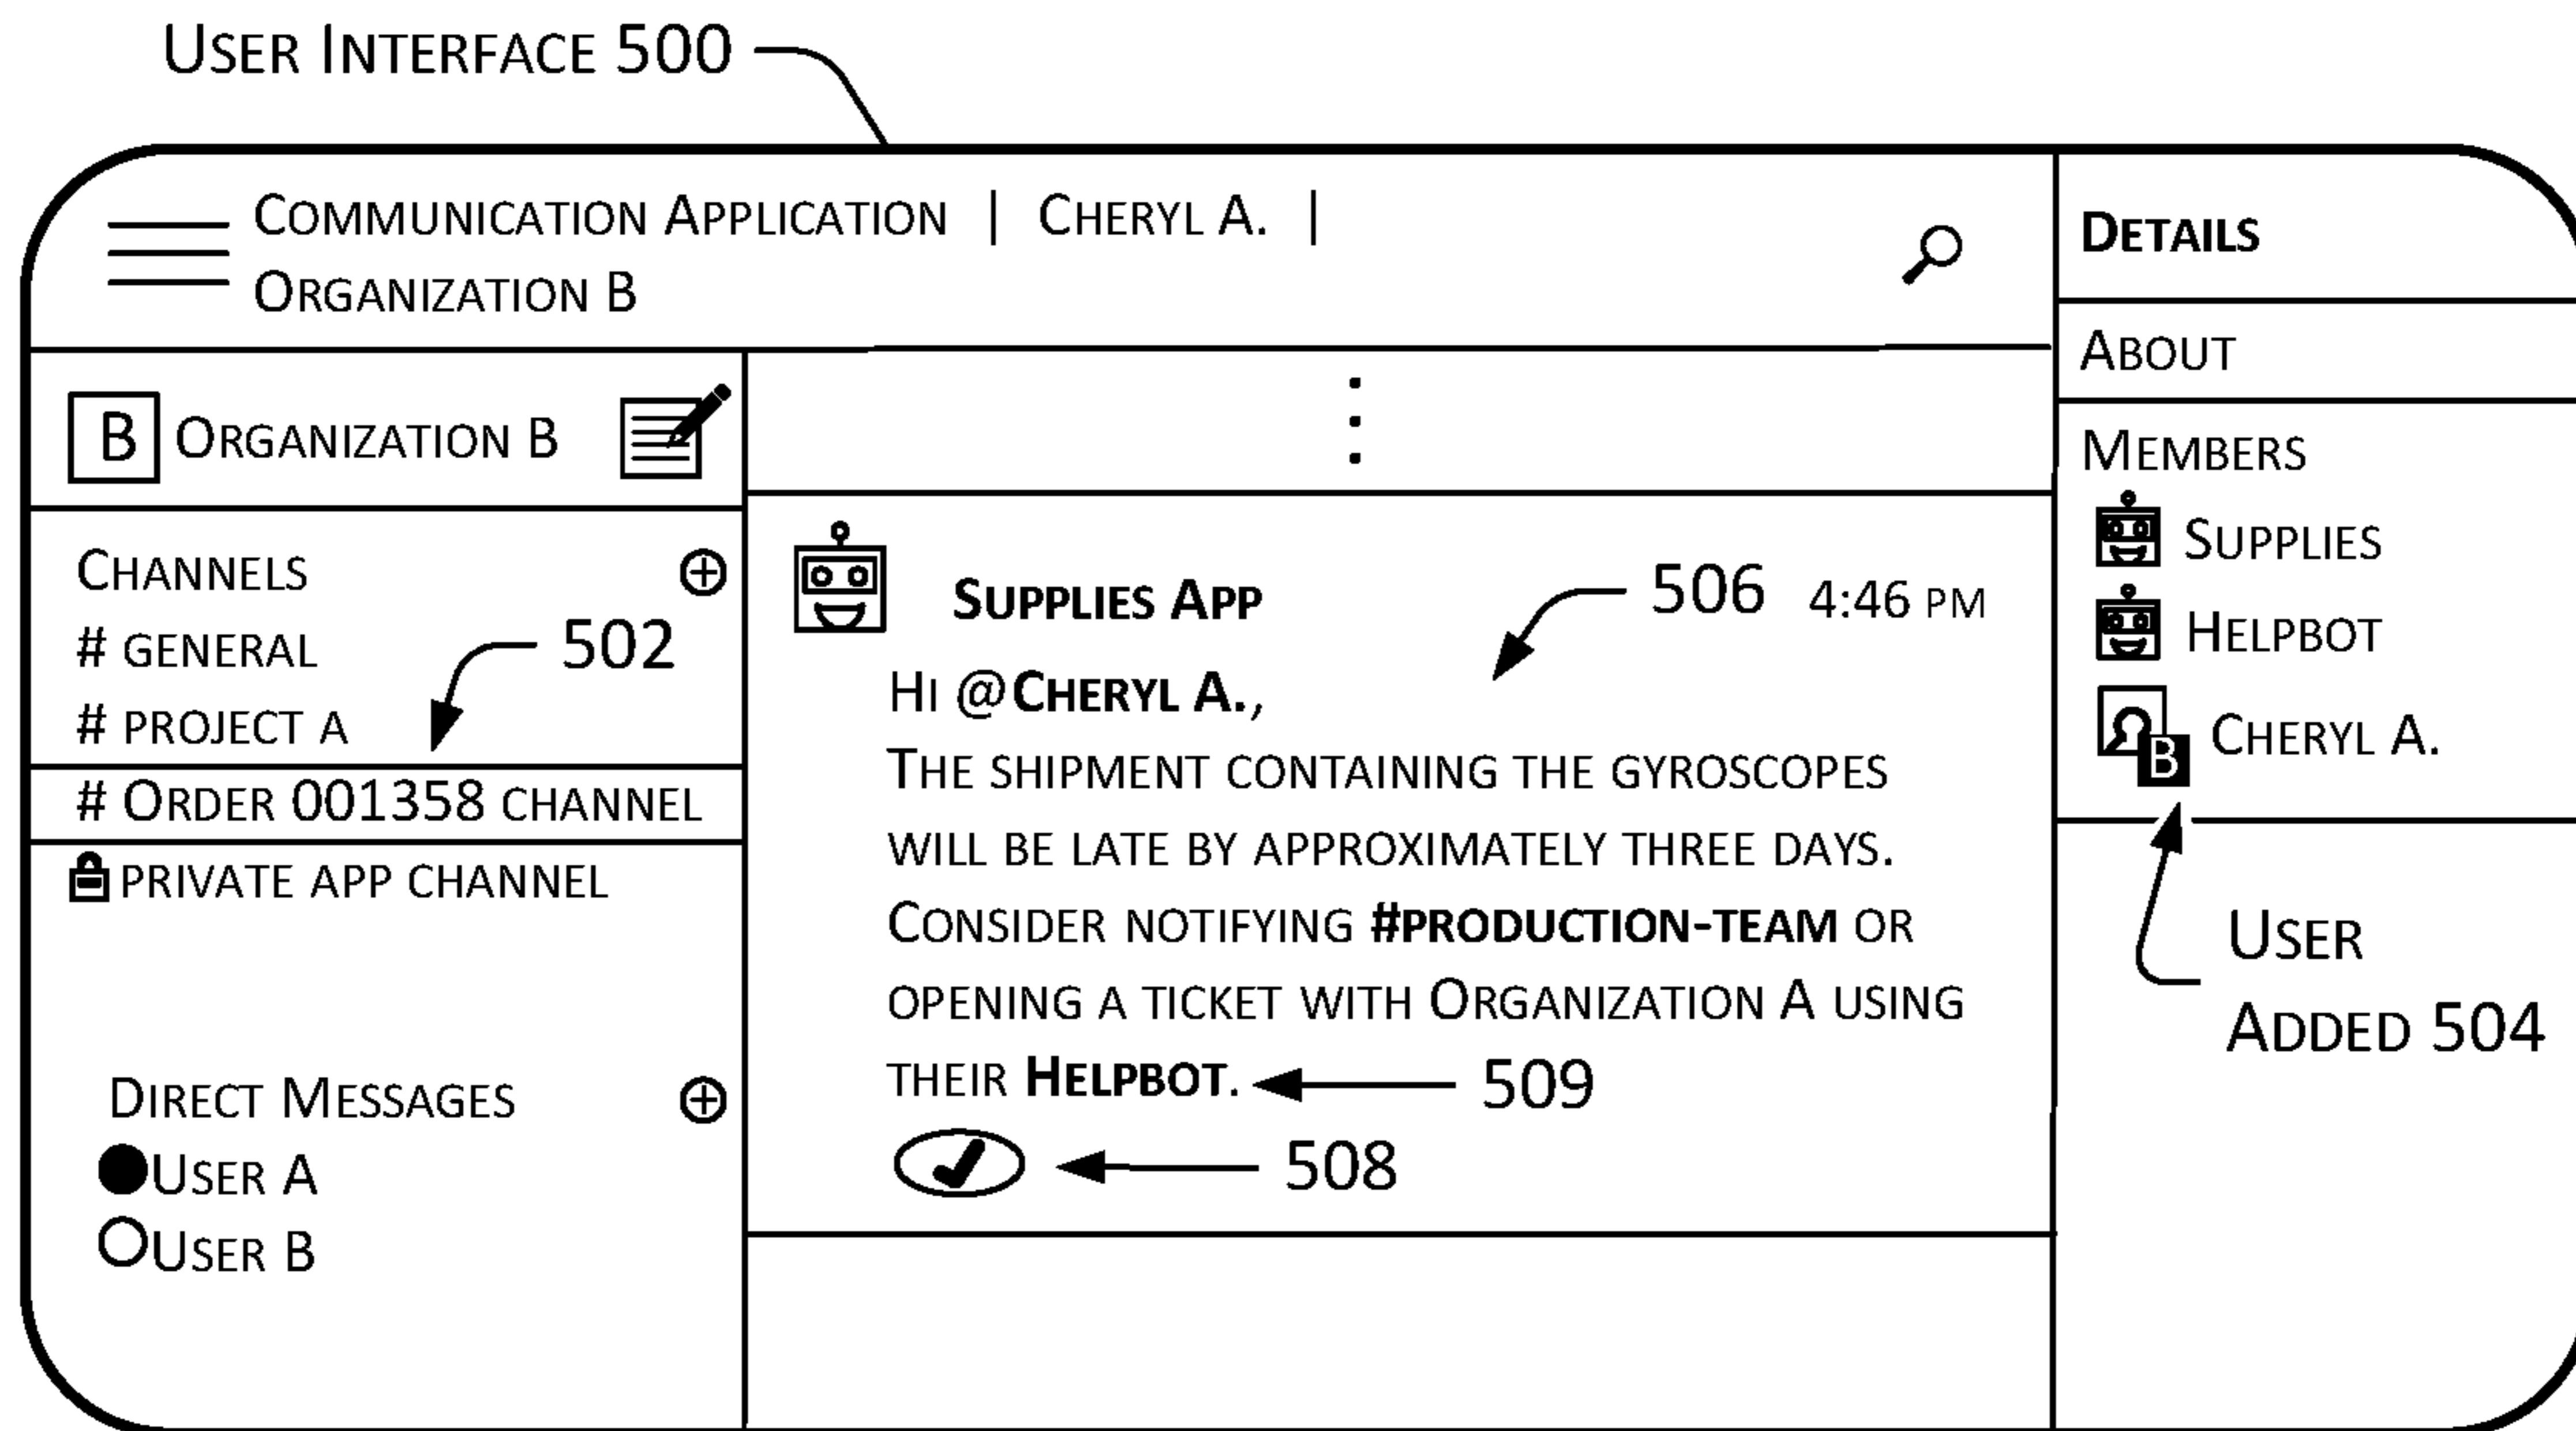 User Interface 500
Communication Application | Cheryl A. |
Organization B
B Organization B
Channels
# general
502
# project a
# Order 001358 channel
private app channel
Direct Messages
User A
User B
Supplies App
506 4:46 pm
Hi @Cheryl A.,
The shipment containing the gyroscopes
will be late by approximately three days.
Consider notifying #production-team or
opening a ticket with Organization A using
their Helpbot.
509
508
Details
About
Members
Supplies
Helpbot
B Cheryl A.
User
Added 504